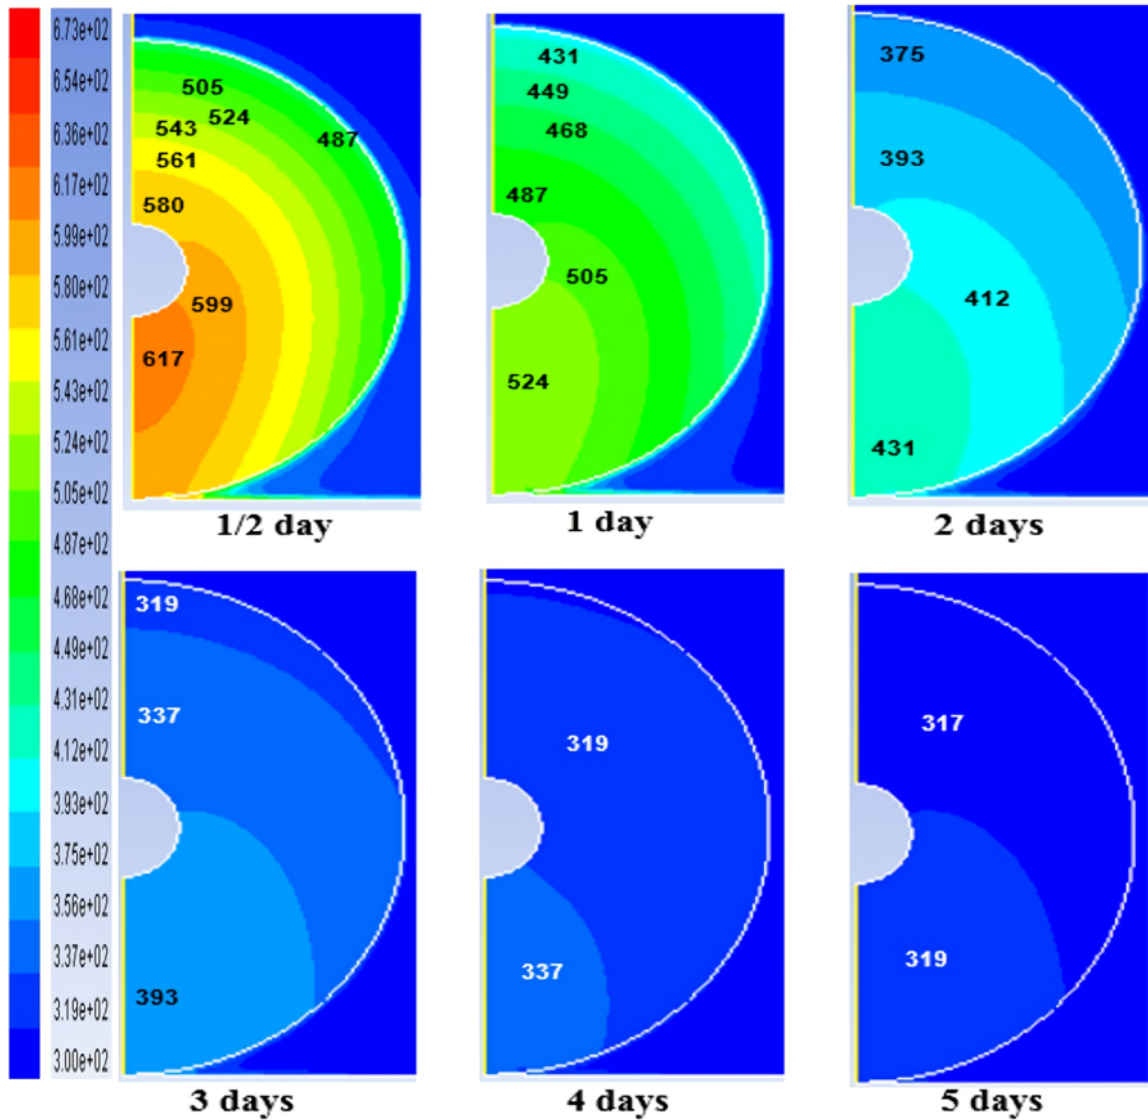 6.73e+02
6.54e+02
6.36e+02
6.17e+02
5.99e+02
5.80e+02
5.61e+02
5.43e+02
5.24e+02
5.05e+02
4.87e+02
4.68e+02
4.49e+02
4.31e+02
4.12e+02
3.93e+02
3.75e+02
3.56e+02
3.37e+02
3.19e+02
3.00e+02
505
524
543
487
561
580
599
617
1/2 day
431
449
468
487
505
524
1 day
375
393
412
431
2 days
319
337
393
3 days
319
337
4 days
317
319
5 days